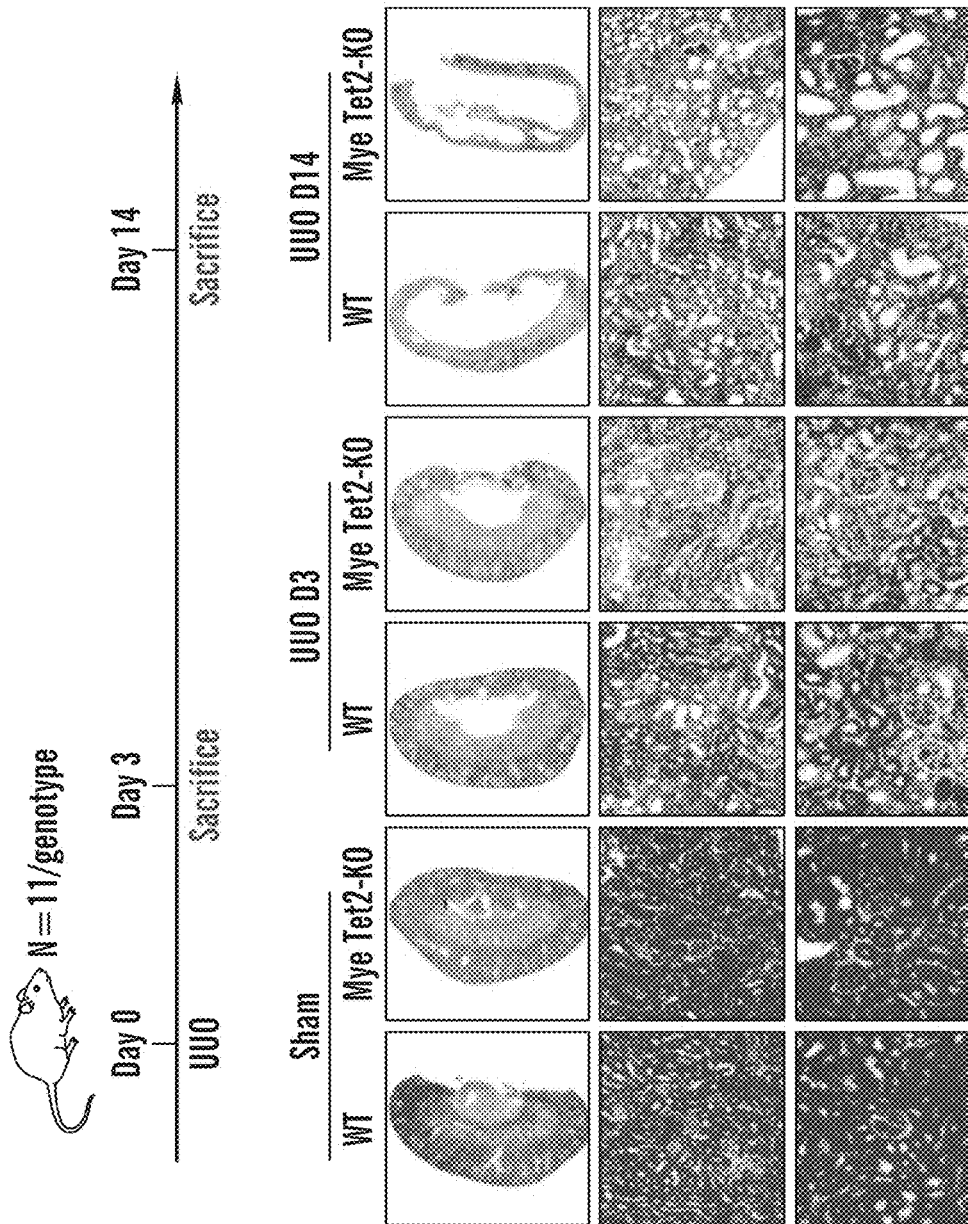 N=11/genotype
Day 0 Day 3 Day 14
UUO Sacrifice Sacrifice
Sham UUO D3 UUO D14
WT Mye Tet2-KO WT Mye Tet2-KO WT Mye Tet2-KO